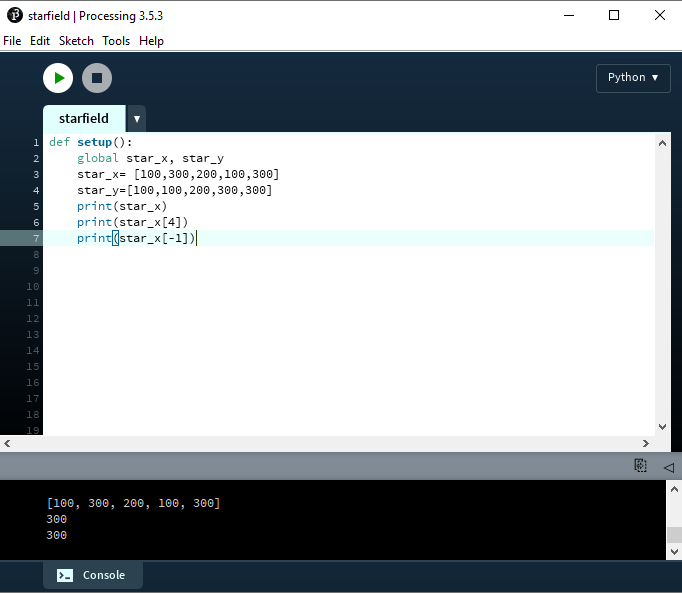 starfield | Processing 3.5.3
File Edit Sketch Tools Help
Python ▼
starfield ▼
1 def setup():
2     global star_x, star_y
3     star_x= [100,300,200,100,300]
4     star_y=[100,100,200,300,300]
5     print(star_x)
6     print(star_x[4])
7     print(star_x[-1])
8
9
10
11
12
13
14
15
16
17
18
19
[100, 300, 200, 100, 300]
300
300
Console